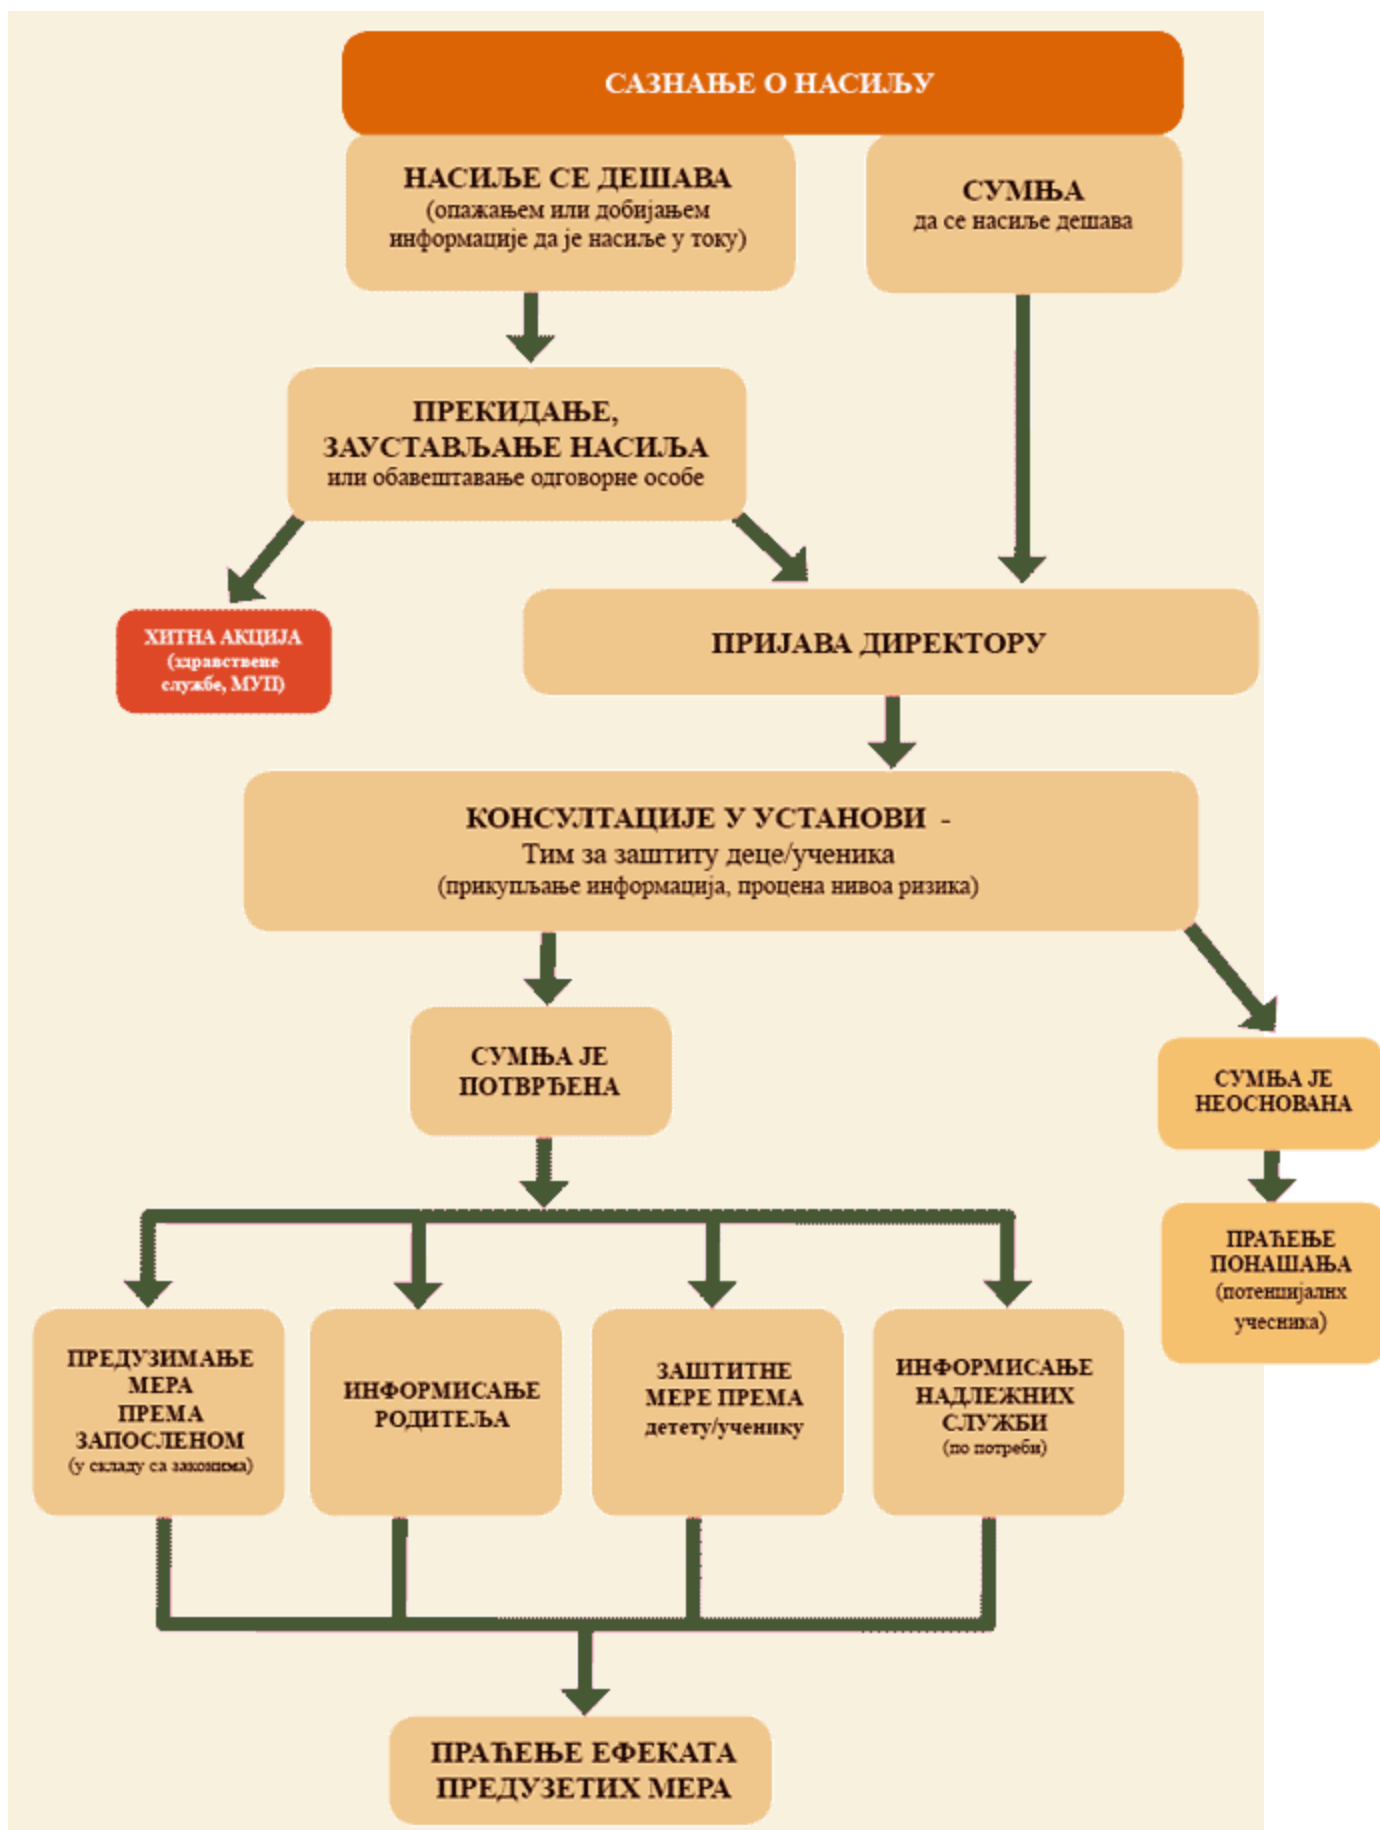 САЗНАЊЕ О НАСИЉУ
НАСИЉЕ СЕ ДЕШАВА
(опажањем или добијањем
информације да је насиље у току)
СУМЊА
да се насиље дешава
ПРЕКИДАЊЕ,
ЗАУСТАВЉАЊЕ НАСИЉА
или обавештавање одговорне особе
ХИТНА АКЦИЈА
(здравствене
службе, МУП)
ПРИЈАВА ДИРЕКТОРУ
КОНСУЛТАЦИЈЕ У УСТАНОВИ -
Тим за заштиту деце/ученика
(прикупљање информација, процена нивоа ризика)
СУМЊА ЈЕ
ПОТВРЂЕНА
СУМЊА ЈЕ
НЕОСНОВАНА
ПРАЋЕЊЕ
ПОНАШАЊА
(потенцијалнх
учесника)
ПРЕДУЗИМАЊЕ
МЕРА
ПРЕМА
ЗАПОСЛЕНОМ
(у складу са законима)
ИНФОРМИСАЊЕ
РОДИТЕЉА
ЗАШТИТНЕ
МЕРЕ ПРЕМА
детету/ученику
ИНФОРМИСАЊЕ
НАДЛЕЖНИХ
СЛУЖБИ
(по потреби)
ПРАЋЕЊЕ ЕФЕКАТА
ПРЕДУЗЕТИХ МЕРА